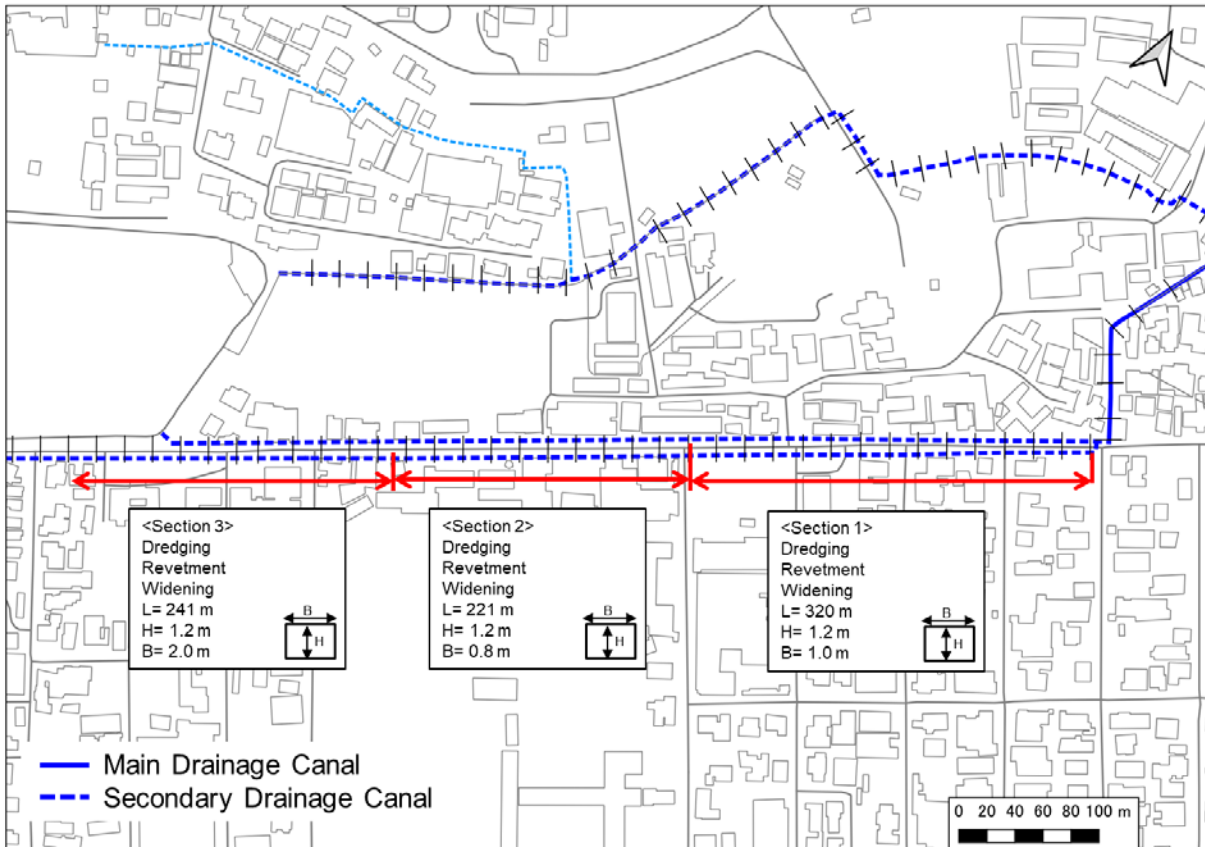 <Section 3>
Dredging
Revetment
Widening
L= 241 m
H= 1.2 m
B= 2.0 m
B
H
<Section 2>
Dredging
Revetment
Widening
L= 221 m
H= 1.2 m
B= 0.8 m
B
H
<Section 1>
Dredging
Revetment
Widening
L= 320 m
H= 1.2 m
B= 1.0 m
B
H
Main Drainage Canal
Secondary Drainage Canal
0 20 40 60 80 100 m